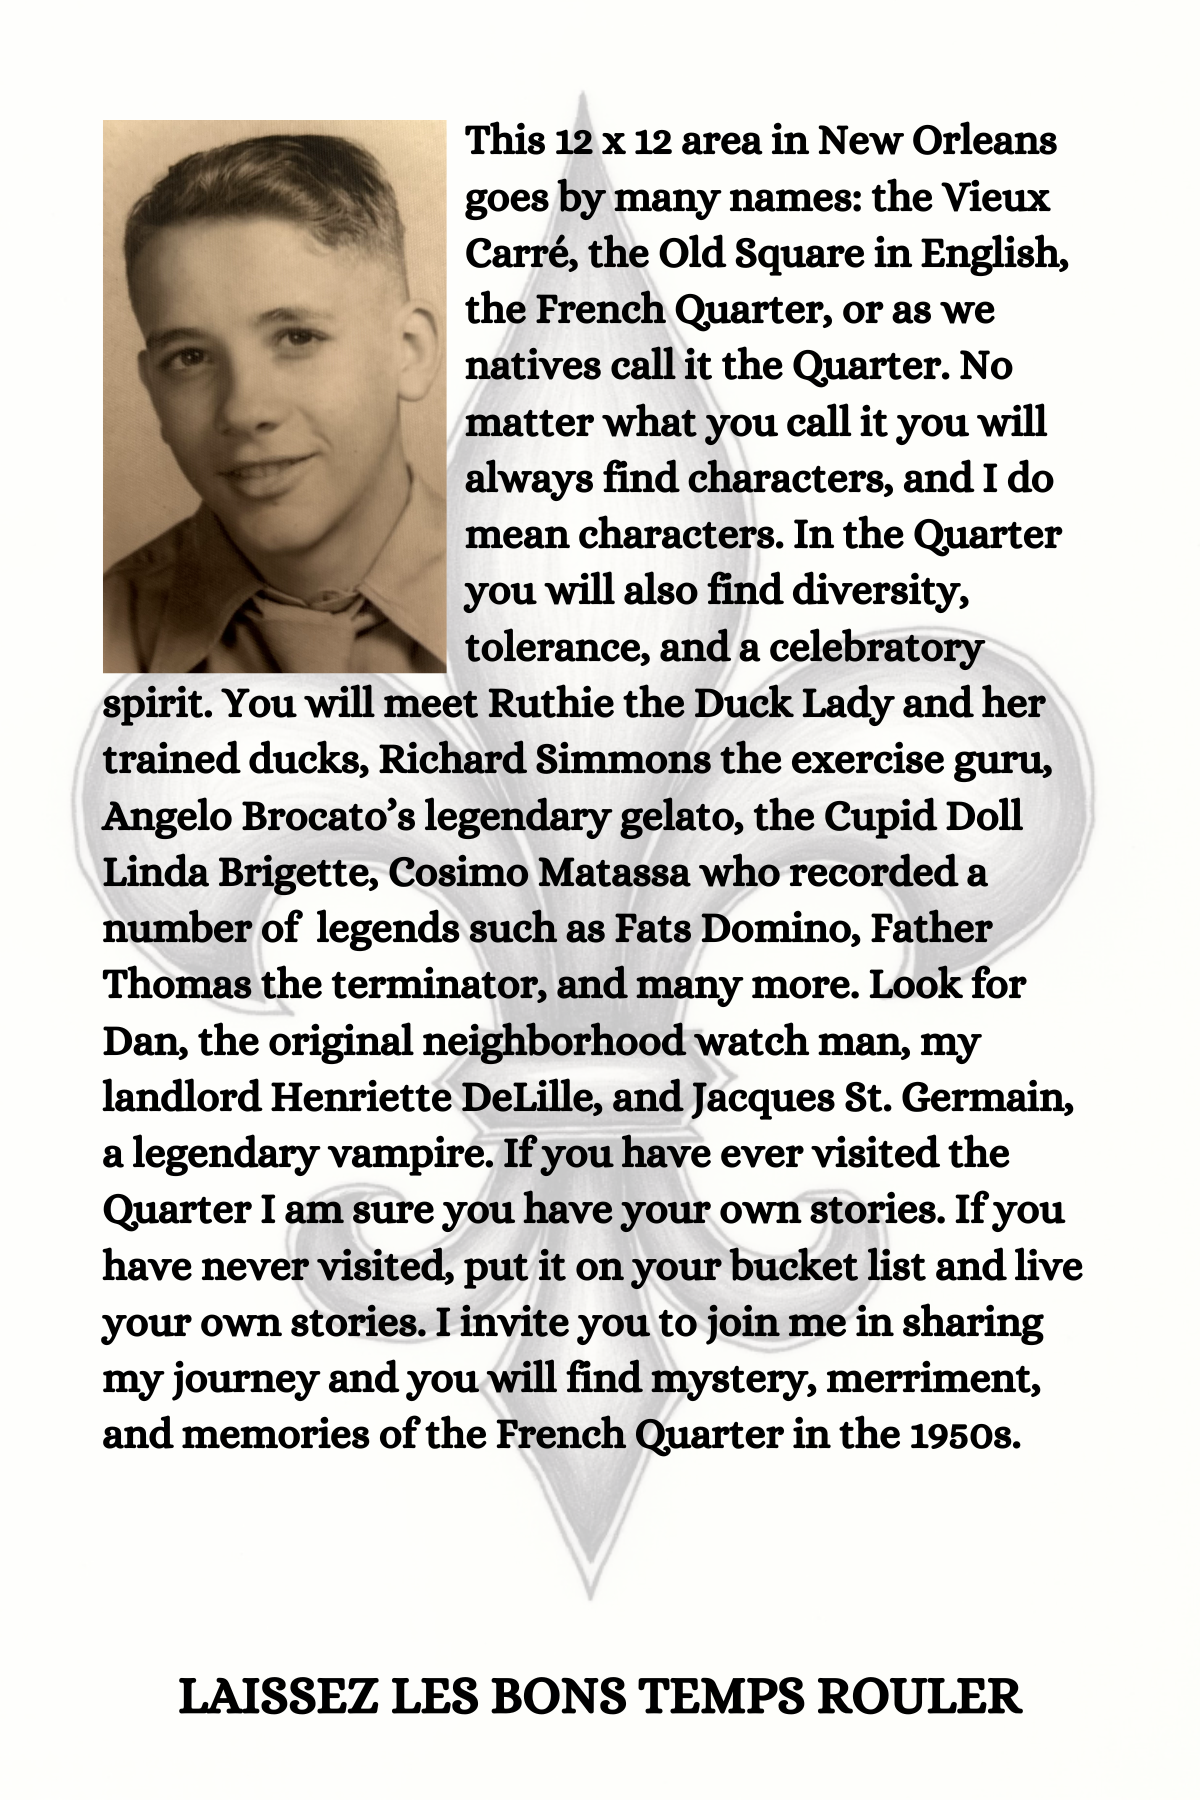 This 12 x 12 area in New Orleans
goes by many names: the Vieux
Carré, the Old Square in English,
the French Quarter, or as we
natives call it the Quarter. No
matter what you call it you will
always find characters, and I do
mean characters. In the Quarter
you will also find diversity,
tolerance, and a celebratory
spirit. You will meet Ruthie the Duck Lady and her
trained ducks, Richard Simmons the exercise guru,
Angelo Brocato’s legendary gelato, the Cupid Doll
Linda Brigette, Cosimo Matassa who recorded a
number of  legends such as Fats Domino, Father
Thomas the terminator, and many more. Look for
Dan, the original neighborhood watch man, my
landlord Henriette DeLille, and Jacques St. Germain,
a legendary vampire. If you have ever visited the
Quarter I am sure you have your own stories. If you
have never visited, put it on your bucket list and live
your own stories. I invite you to join me in sharing
my journey and you will find mystery, merriment,
and memories of the French Quarter in the 1950s.
LAISSEZ LES BONS TEMPS ROULER